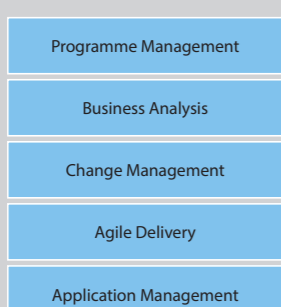 Programme Management
Business Analysis
Change Management
Agile Delivery
Application Management